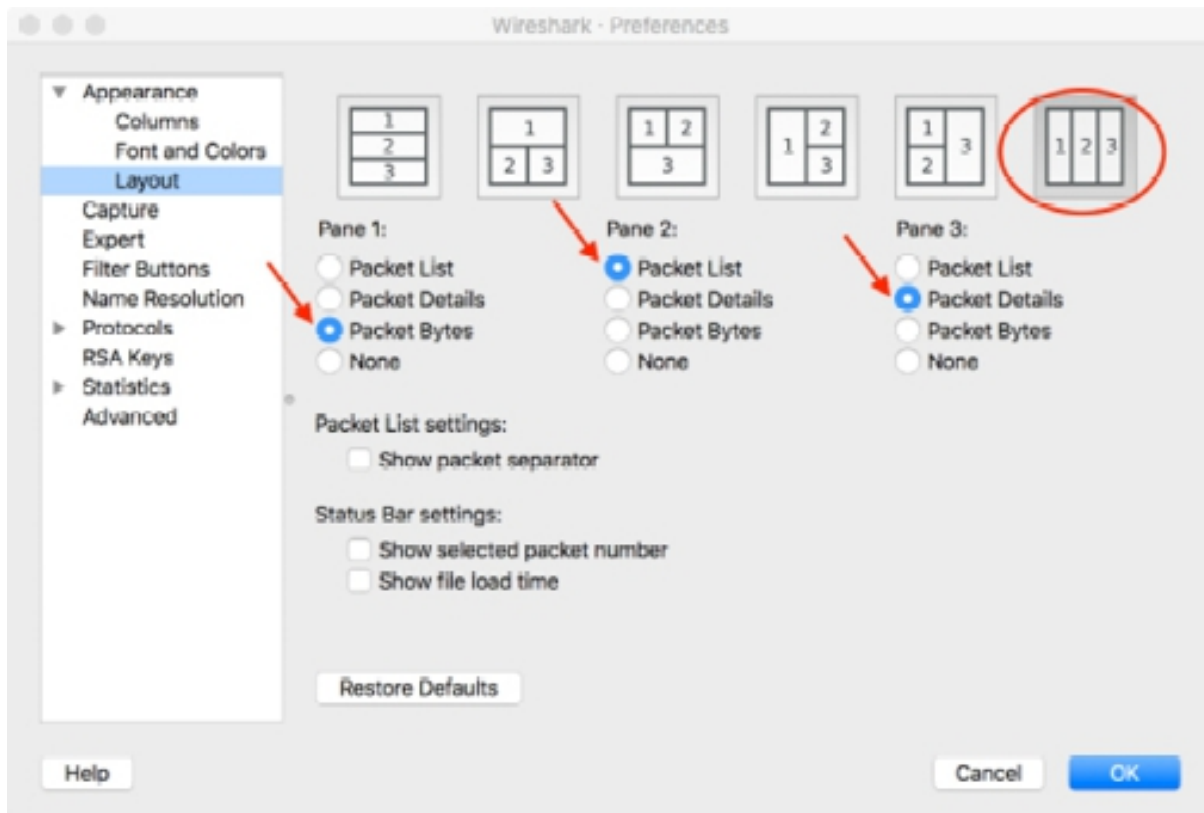 Wireshark · Preferences
Appearance
Columns
Font and Colors
Layout
Capture
Expert
Filter Buttons
Name Resolution
Protocols
RSA Keys
Statistics
Advanced
1
2
3
1
2 3
1 2
3
1
2
3
1
2
3
1 2 3
Pane 1:
Packet List
Packet Details
Packet Bytes
None
Pane 2:
Packet List
Packet Details
Packet Bytes
None
Pane 3:
Packet List
Packet Details
Packet Bytes
None
Packet List settings:
Show packet separator
Status Bar settings:
Show selected packet number
Show file load time
Restore Defaults
Help
Cancel
OK